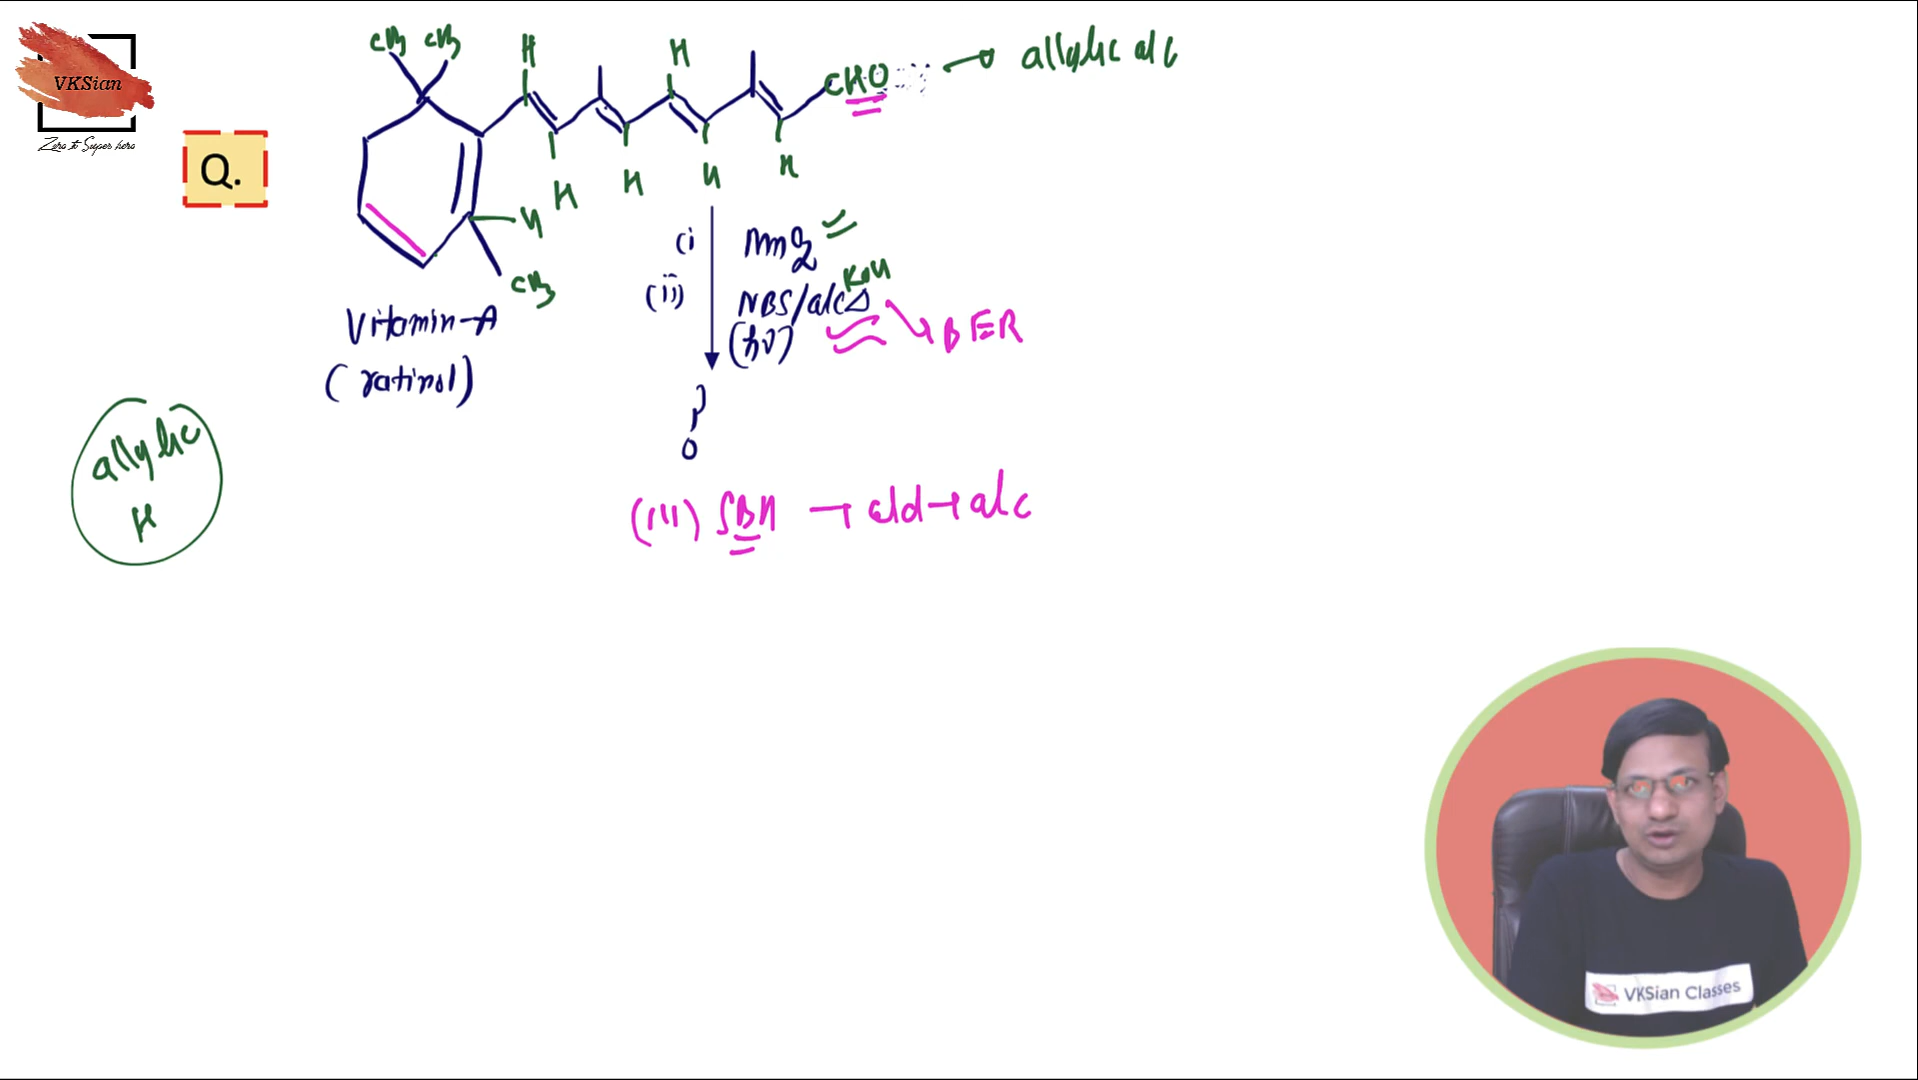 VKSian
Zero to Super hero
Q.
CH3 CH3
H
H
CHO
allylic alc
H
H
H
H
H
CH3
Vitamin-A
(ratinol)
(i
(ii)
MnO2
KOH
NBS/alc Δ
(hν)
BER
?
allylic
H
(iii) SBH → ald → alc
VKSian Classes